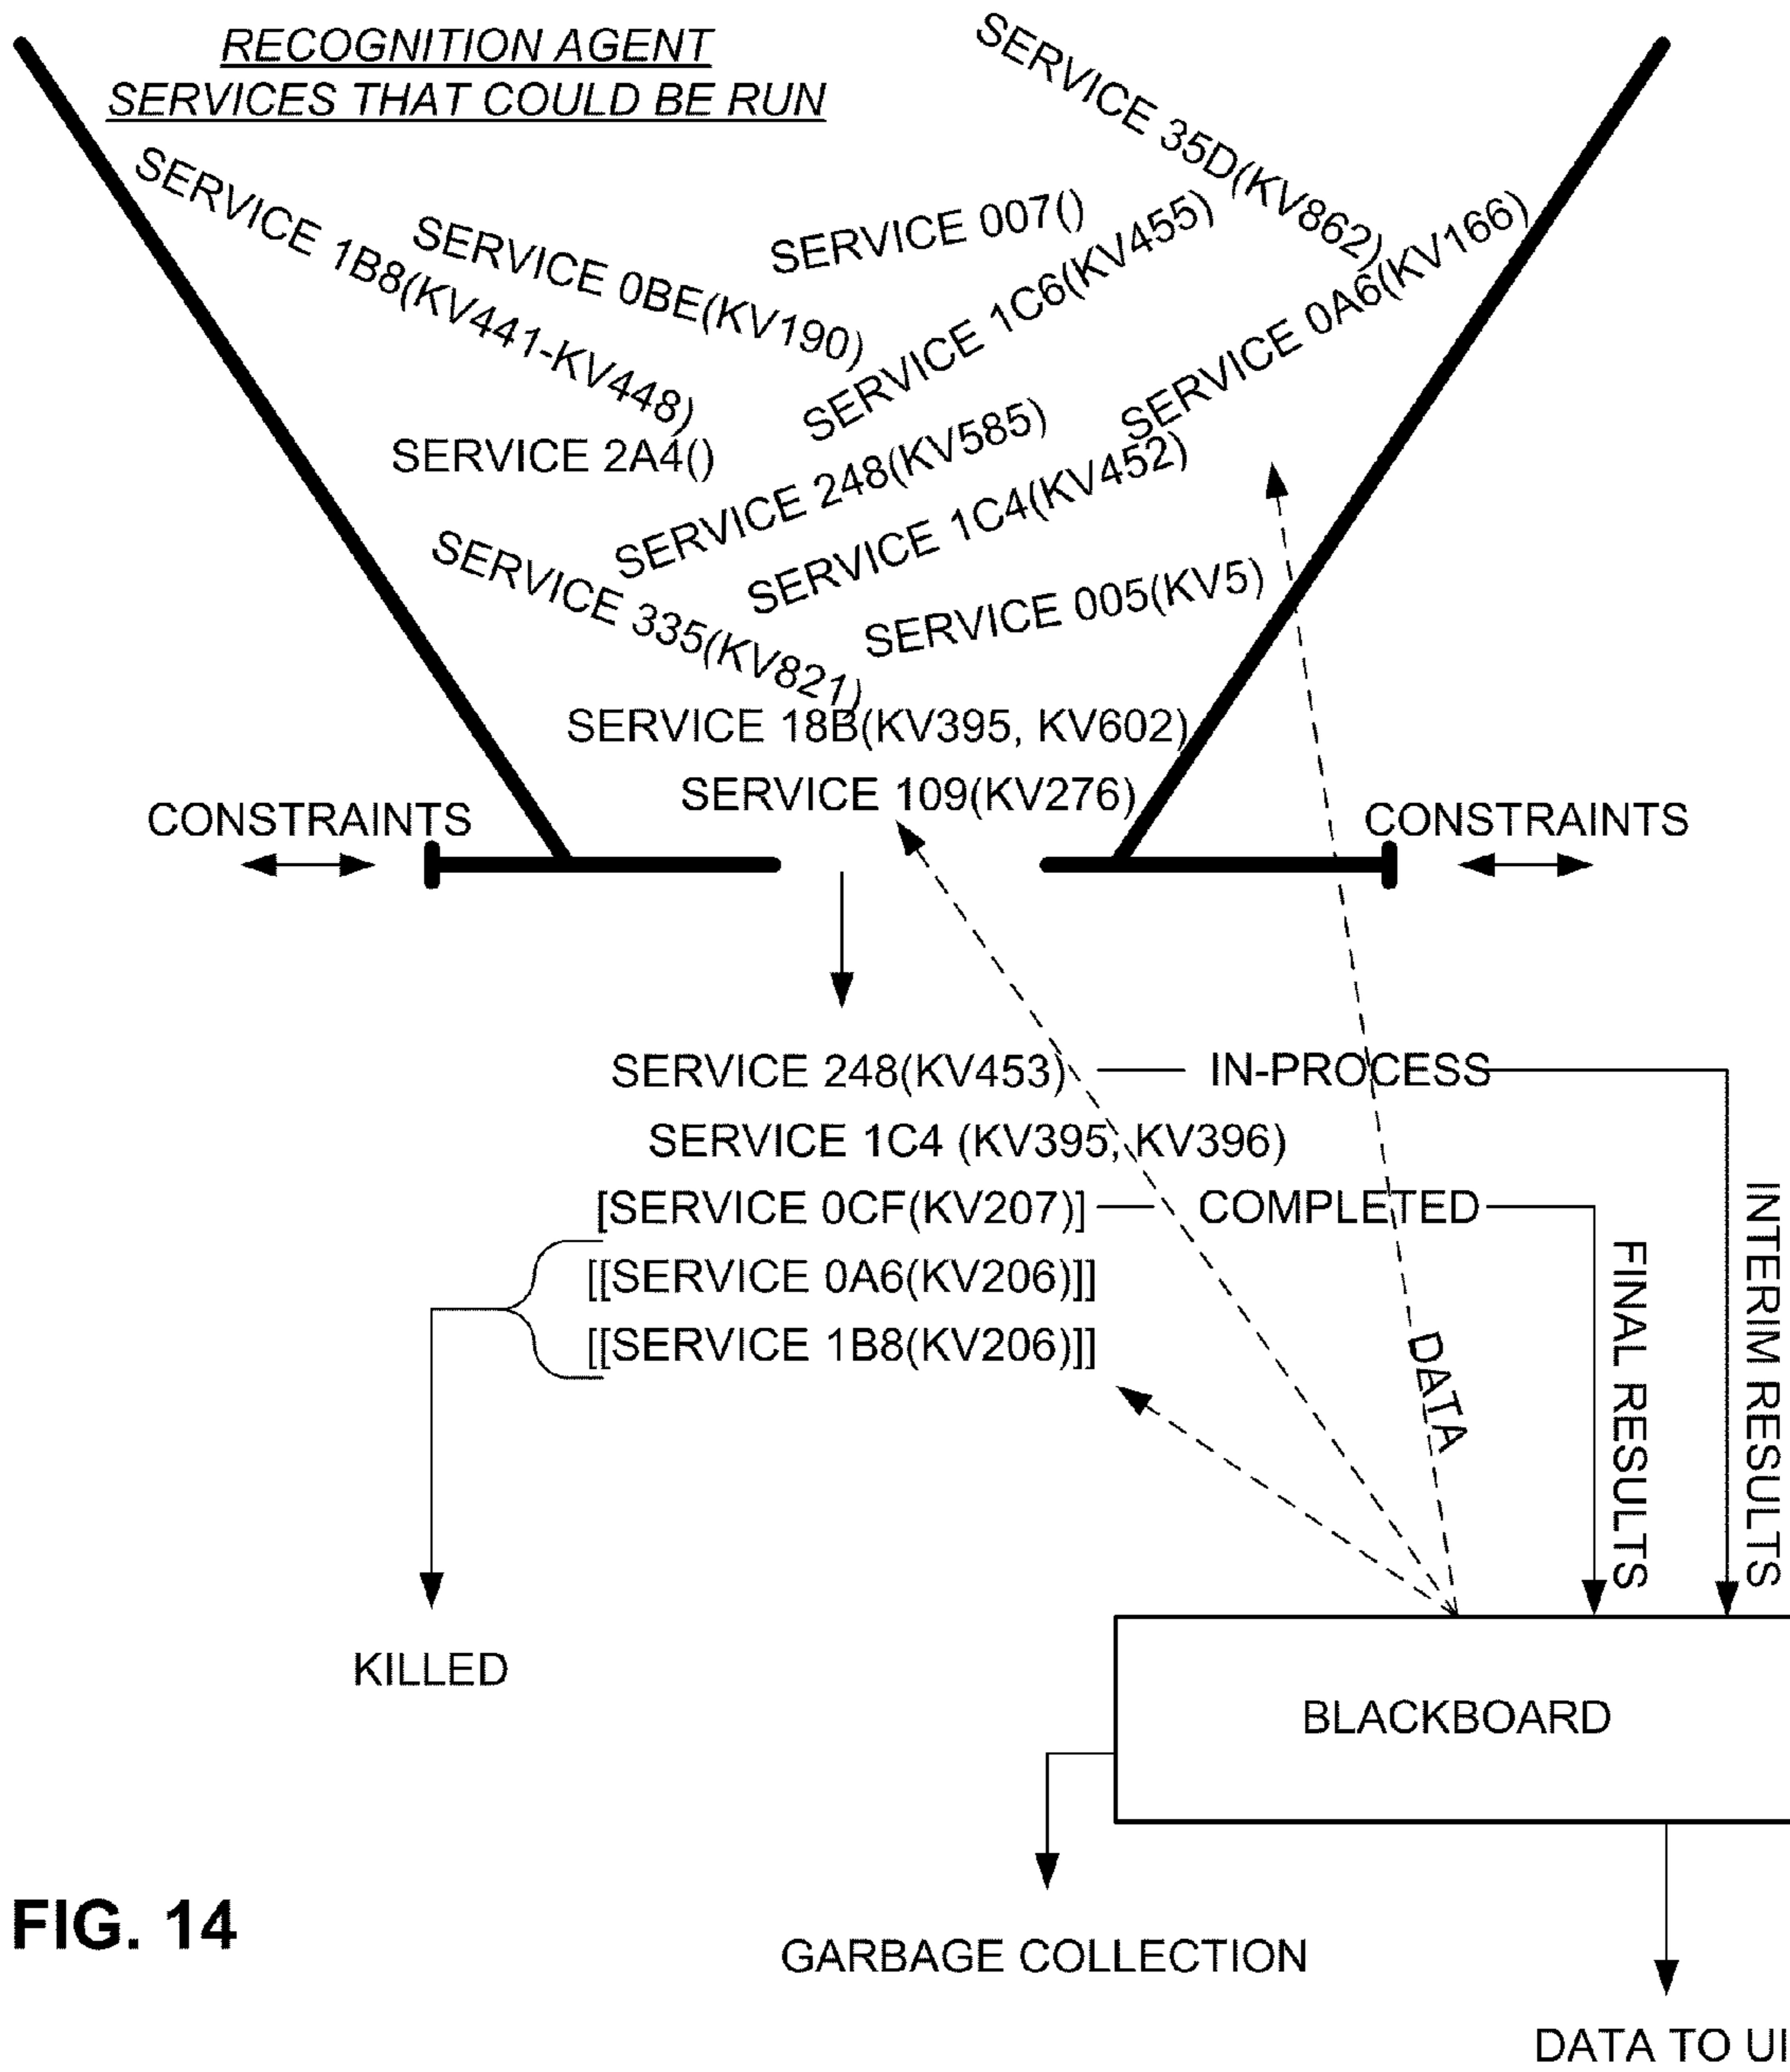 RECOGNITION AGENT
SERVICES THAT COULD BE RUN
SERVICE 35D(KV862)
SERVICE 1B8(KV441-KV448)
SERVICE 0BE(KV190)
SERVICE 007()
SERVICE 1C6(KV455)
SERVICE 0A6(KV166)
SERVICE 2A4()
SERVICE 248(KV585)
SERVICE 1C4(KV452)
SERVICE 335(KV821)
SERVICE 005(KV5)
SERVICE 18B(KV395, KV602)
SERVICE 109(KV276)
CONSTRAINTS
CONSTRAINTS
SERVICE 248(KV453)
IN-PROCESS
SERVICE 1C4 (KV395, KV396)
[SERVICE 0CF(KV207)]
COMPLETED
[[SERVICE 0A6(KV206)]]
[[SERVICE 1B8(KV206)]]
DATA
FINAL RESULTS
INTERIM RESULTS
KILLED
BLACKBOARD
FIG. 14
GARBAGE COLLECTION
DATA TO UI